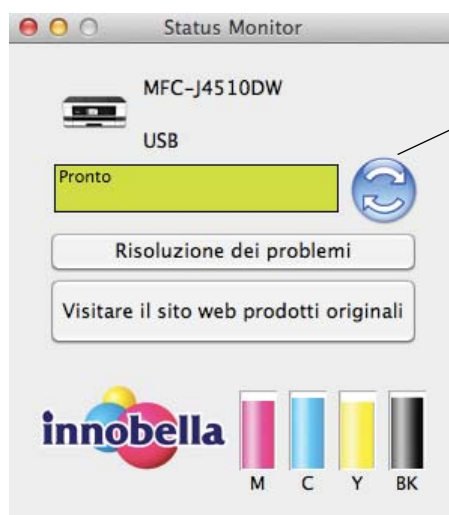 Status Monitor
MFC-J4510DW
USB
Pronto
Risoluzione dei problemi
Visitare il sito web prodotti originali
innobella
M C Y BK